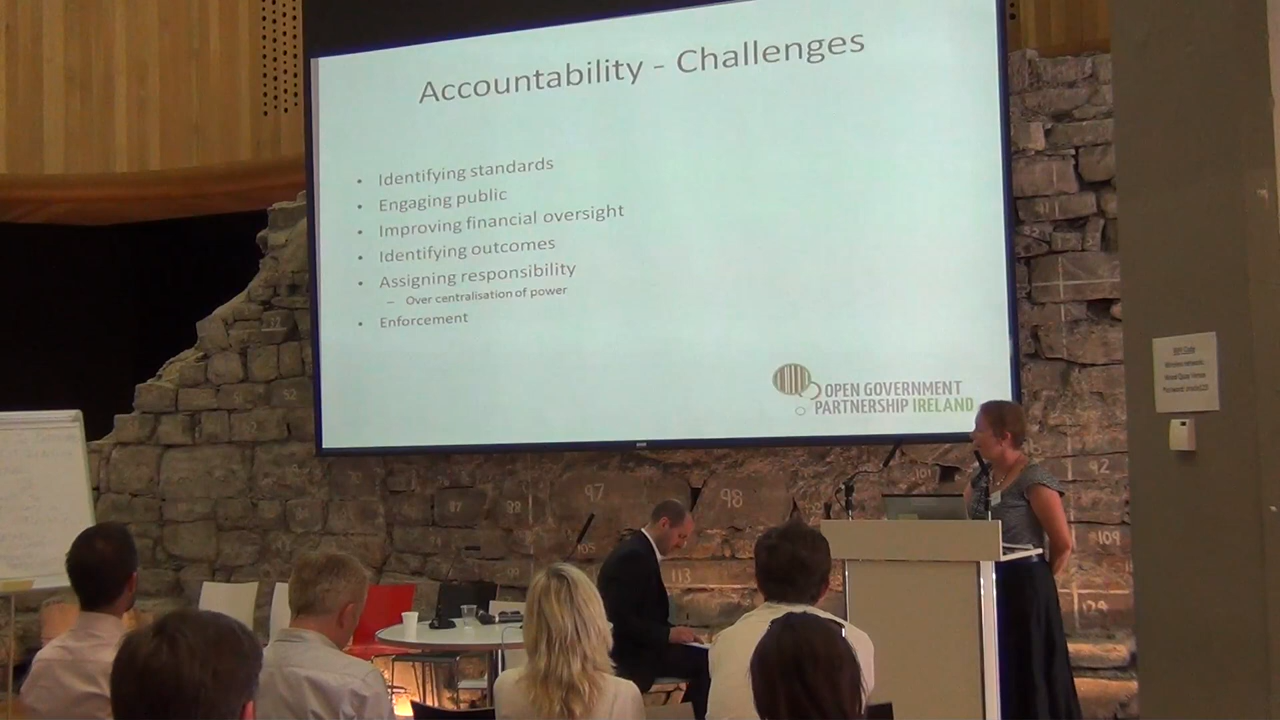 Accountability - Challenges
• Identifying standards
• Engaging public
• Improving financial oversight
• Identifying outcomes
• Assigning responsibility
– Over centralisation of power
• Enforcement
OPEN GOVERNMENT
PARTNERSHIP IRELAND
97
98
113
92
109